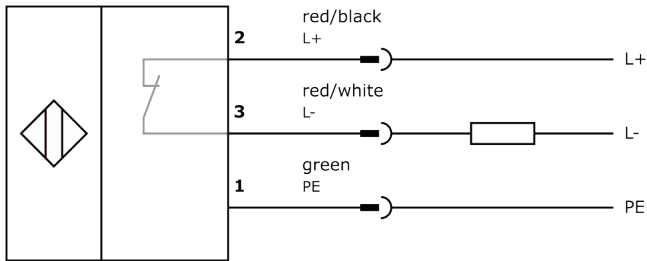 red/black
2 L+ L+
red/white
3 L- L-
green
1 PE PE